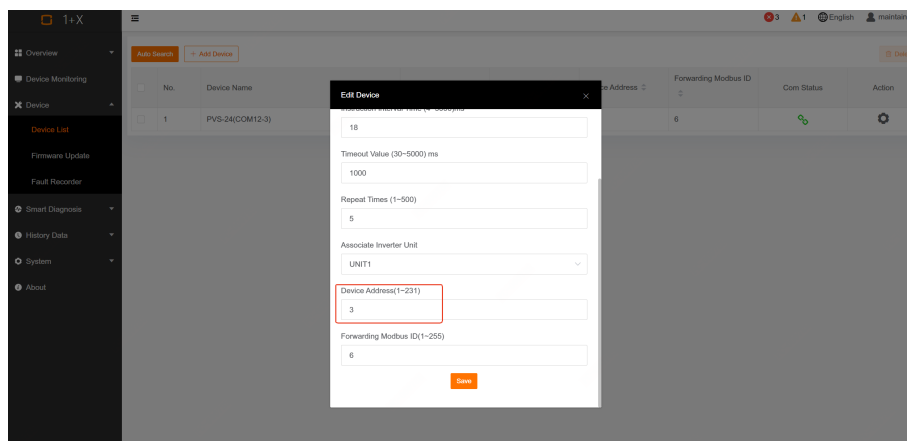 1+X
3
1
English
maintain
Overview
Device Monitoring
Device
Device List
Firmware Update
Fault Recorder
Smart Diagnosis
History Data
System
About
Auto Search
+ Add Device
No.
Device Name
Forwarding Modbus ID
Com Status
Action
1
PVS-24(COM12-3)
6
Edit Device
18
Timeout Value (30~5000) ms
1000
Repeat Times (1~500)
5
Associate Inverter Unit
UNIT1
Device Address(1~231)
3
Forwarding Modbus ID(1~255)
6
Save